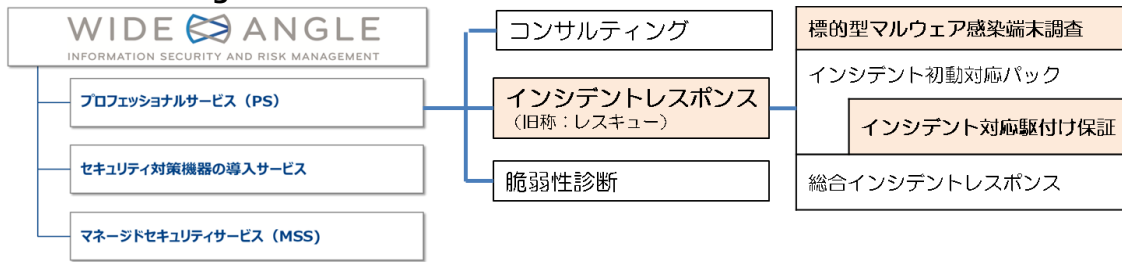 WIDE ANGLE
INFORMATION SECURITY AND RISK MANAGEMENT
プロフェッショナルサービス（PS）
セキュリティ対策機器の導入サービス
マネージドセキュリティサービス（MSS）
コンサルティング
インシデントレスポンス
（旧称：レスキュー）
脆弱性診断
標的型マルウェア感染端末調査
インシデント初動対応パック
インシデント対応駆付け保証
総合インシデントレスポンス